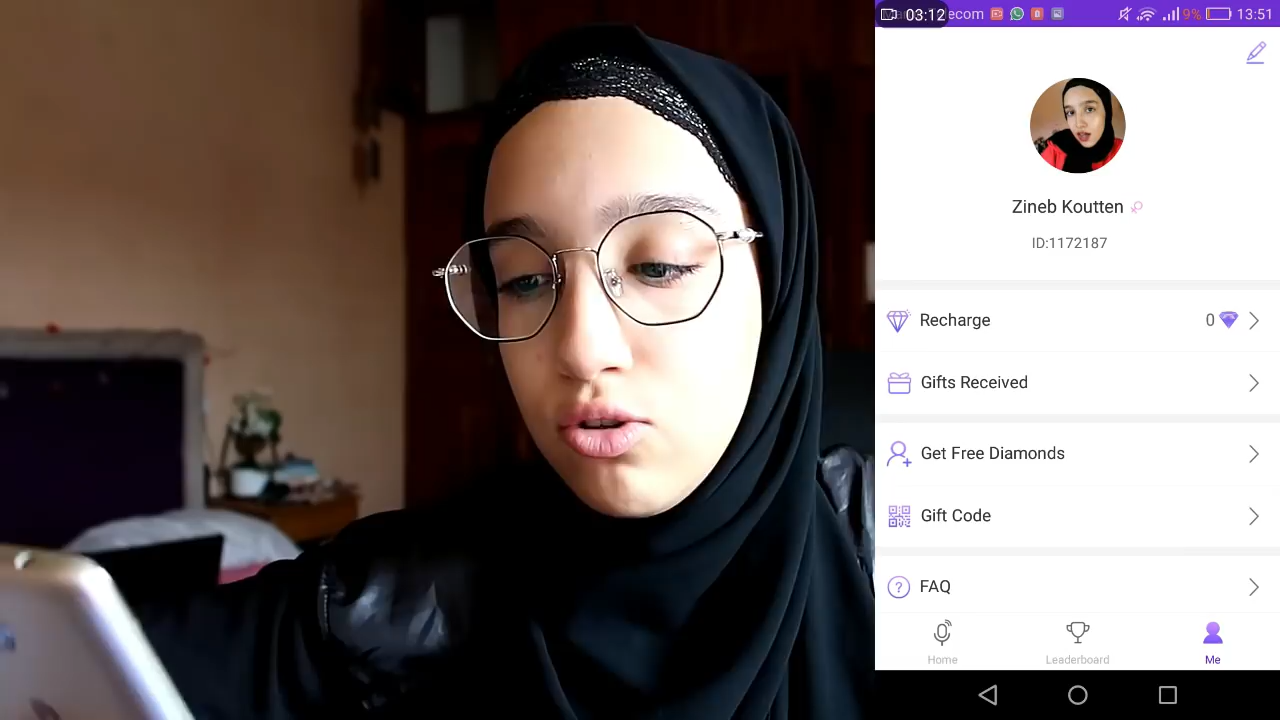 03:12
ecom
9%
13:51
Zineb Koutten
ID:1172187
Recharge
0
Gifts Received
Get Free Diamonds
Gift Code
FAQ
Home
Leaderboard
Me